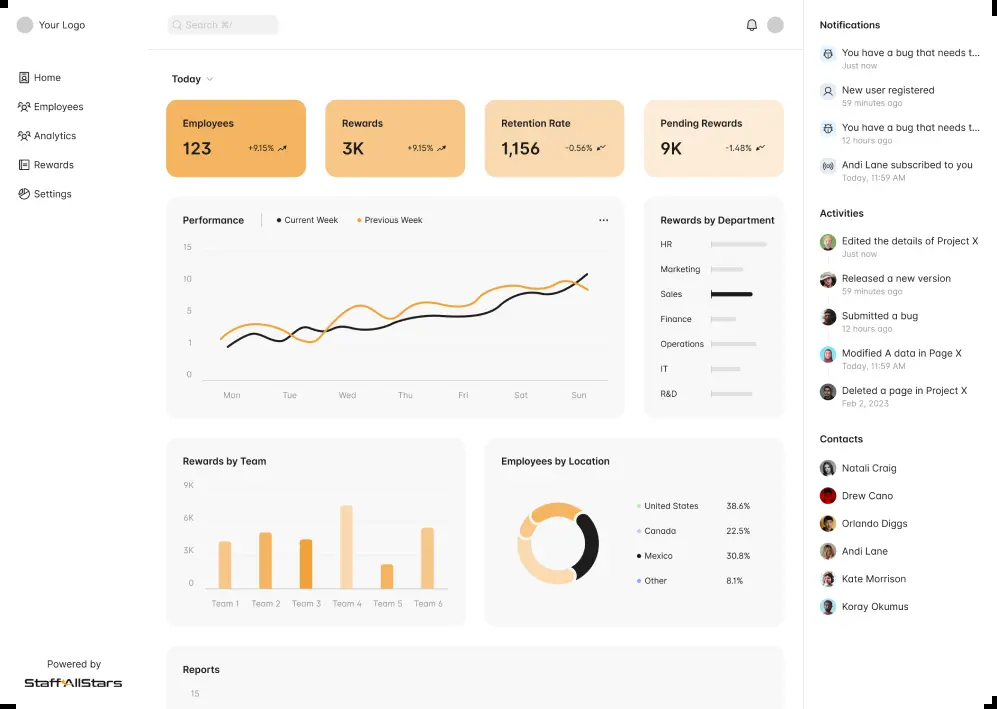 Your Logo
Search ⌘/
Home
Employees
Analytics
Rewards
Settings
Powered by
Staff+AllStars
Today
Employees
123
+9.15%
Rewards
3K
+9.15%
Retention Rate
1,156
-0.56%
Pending Rewards
9K
-1.48%
Performance
Current Week
Previous Week
15
10
5
1
0
Mon Tue Wed Thu Fri Sat Sun
Rewards by Department
HR
Marketing
Sales
Finance
Operations
IT
R&D
Rewards by Team
9K
6K
3K
0
Team 1 Team 2 Team 3 Team 4 Team 5 Team 6
Employees by Location
United States 38.6%
Canada 22.5%
Mexico 30.8%
Other 8.1%
Reports
15
Notifications
You have a bug that needs t...
Just now
New user registered
59 minutes ago
You have a bug that needs t...
12 hours ago
Andi Lane subscribed to you
Today, 11:59 AM
Activities
Edited the details of Project X
Just now
Released a new version
59 minutes ago
Submitted a bug
12 hours ago
Modified A data in Page X
Today, 11:59 AM
Deleted a page in Project X
Feb 2, 2023
Contacts
Natali Craig
Drew Cano
Orlando Diggs
Andi Lane
Kate Morrison
Koray Okumus